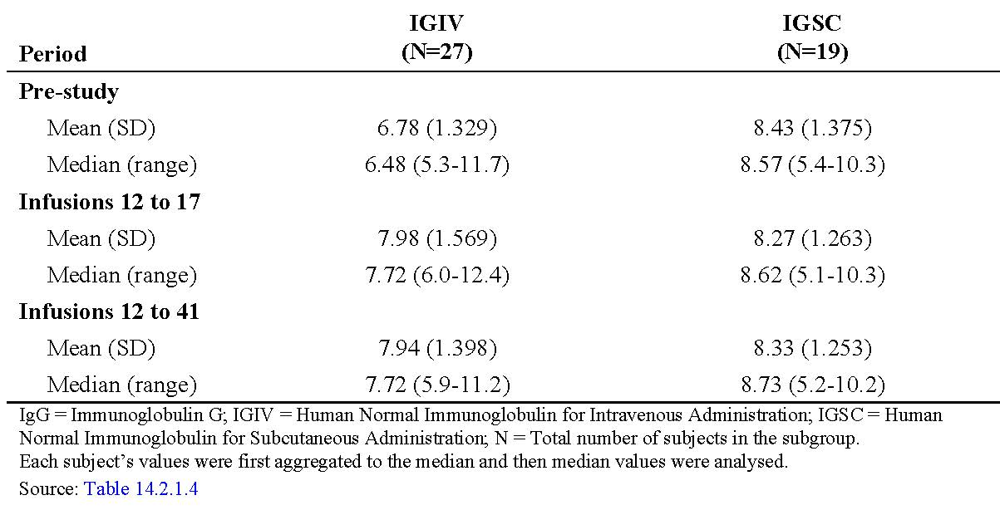 IGIV IGSC
Period (N=27) (N=19)
Pre-study
Mean (SD) 6.78 (1.329) 8.43 (1.375)
Median (range) 6.48 (5.3-11.7) 8.57 (5.4-10.3)
Infusions 12 to 17
Mean (SD) 7.98 (1.569) 8.27 (1.263)
Median (range) 7.72 (6.0-12.4) 8.62 (5.1-10.3)
Infusions 12 to 41
Mean (SD) 7.94 (1.398) 8.33 (1.253)
Median (range) 7.72 (5.9-11.2) 8.73 (5.2-10.2)
IgG = Immunoglobulin G; IGIV = Human Normal Immunoglobulin for Intravenous Administration; IGSC = Human
Normal Immunoglobulin for Subcutaneous Administration; N = Total number of subjects in the subgroup.
Each subject’s values were first aggregated to the median and then median values were analysed.
Source: Table 14.2.1.4